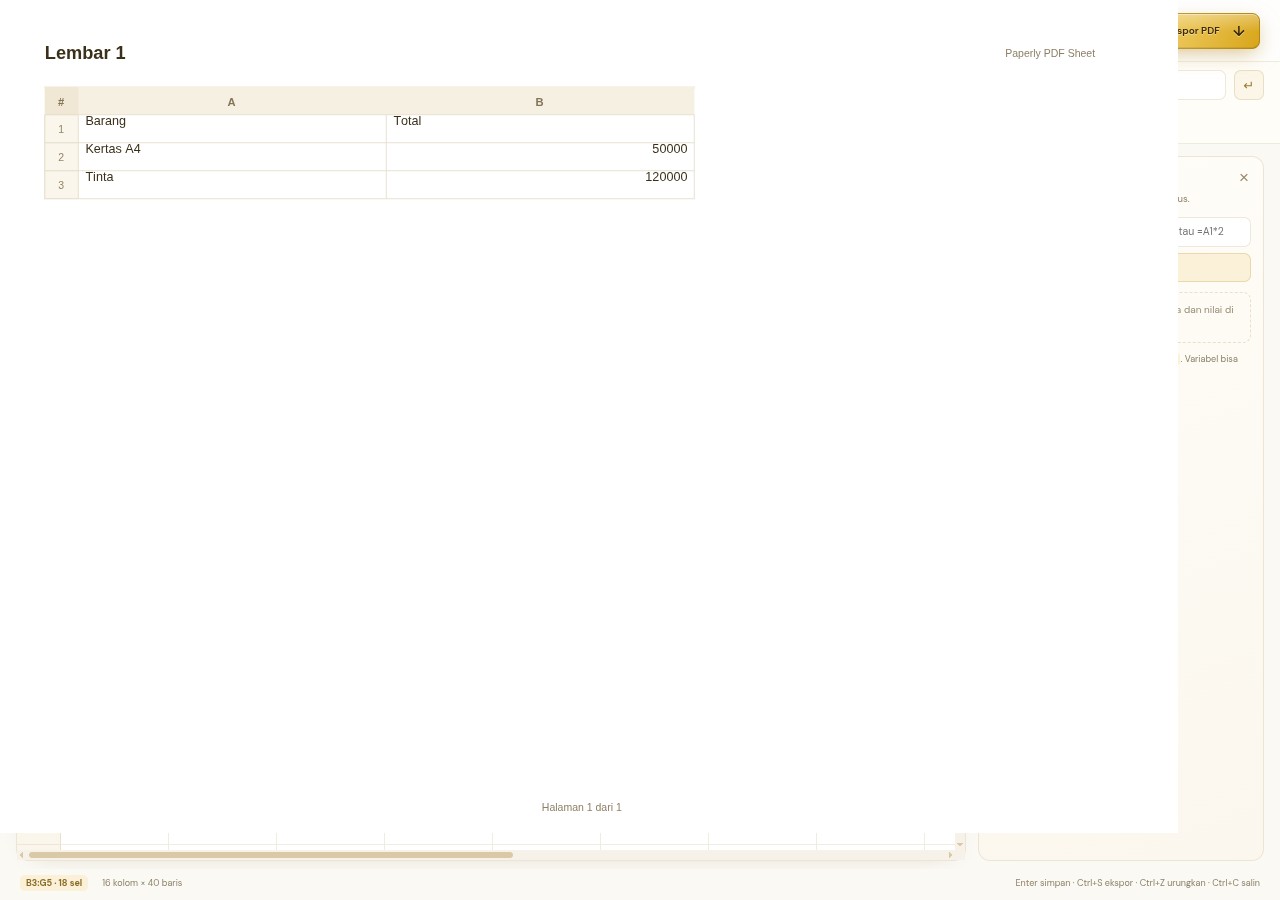 Lembar 1
Paperly PDF Sheet
spor PDF
↓
↵
# A B
1 Barang Total
2 Kertas A4 50000
3 Tinta 120000
×
us.
tau =A1*2
a dan nilai di
. Variabel bisa
Halaman 1 dari 1
B3:G5 · 18 sel
16 kolom × 40 baris
Enter simpan · Ctrl+S ekspor · Ctrl+Z urungkan · Ctrl+C salin